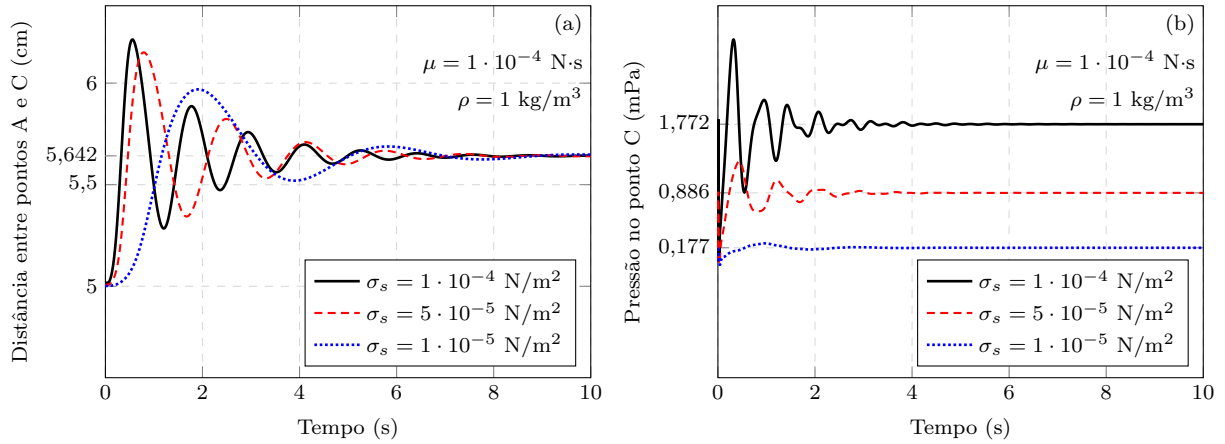 (a)
μ = 1 · 10⁻⁴ N·s
ρ = 1 kg/m³
Distância entre pontos A e C (cm)
6
5,642
5,5
5
σₛ = 1 · 10⁻⁴ N/m²
σₛ = 5 · 10⁻⁵ N/m²
σₛ = 1 · 10⁻⁵ N/m²
0 2 4 6 8 10
Tempo (s)
(b)
μ = 1 · 10⁻⁴ N·s
ρ = 1 kg/m³
Pressão no ponto C (mPa)
1,772
0,886
0,177
σₛ = 1 · 10⁻⁴ N/m²
σₛ = 5 · 10⁻⁵ N/m²
σₛ = 1 · 10⁻⁵ N/m²
0 2 4 6 8 10
Tempo (s)